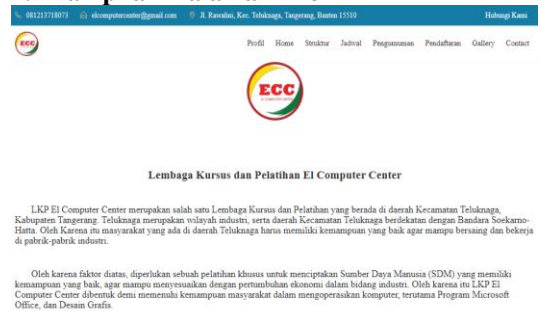 081213718073 elcomputercenter@gmail.com Jl. Rawalini, Kec. Teluknaga, Tangerang, Banten 15510 Hubungi Kami
ECC Profil Home Struktur Jadwal Pengumuman Pendaftaran Gallery Contact
ECC
EL COMPUTER CENTER
Lembaga Kursus dan Pelatihan El Computer Center
LKP El Computer Center merupakan salah satu Lembaga Kursus dan Pelatihan yang berada di daerah Kecamatan Teluknaga,
Kabupaten Tangerang. Teluknaga merupakan wilayah industri, serta daerah Kecamatan Teluknaga berdekatan dengan Bandara Soekarno-
Hatta. Oleh Karena itu masyarakat yang ada di daerah Teluknaga harus memiliki kemampuan yang baik agar mampu bersaing dan bekerja
di pabrik-pabrik industri.
Oleh karena faktor diatas, diperlukan sebuah pelatihan khusus untuk menciptakan Sumber Daya Manusia (SDM) yang memiliki
kemampuan yang baik, agar mampu menyesuaikan dengan pertumbuhan ekonomi dalam bidang industri. Oleh karena itu LKP El
Computer Center dibentuk demi memenuhi kemampuan masyarakat dalam mengoperasikan komputer, terutama Program Microsoft
Office, dan Desain Grafis.